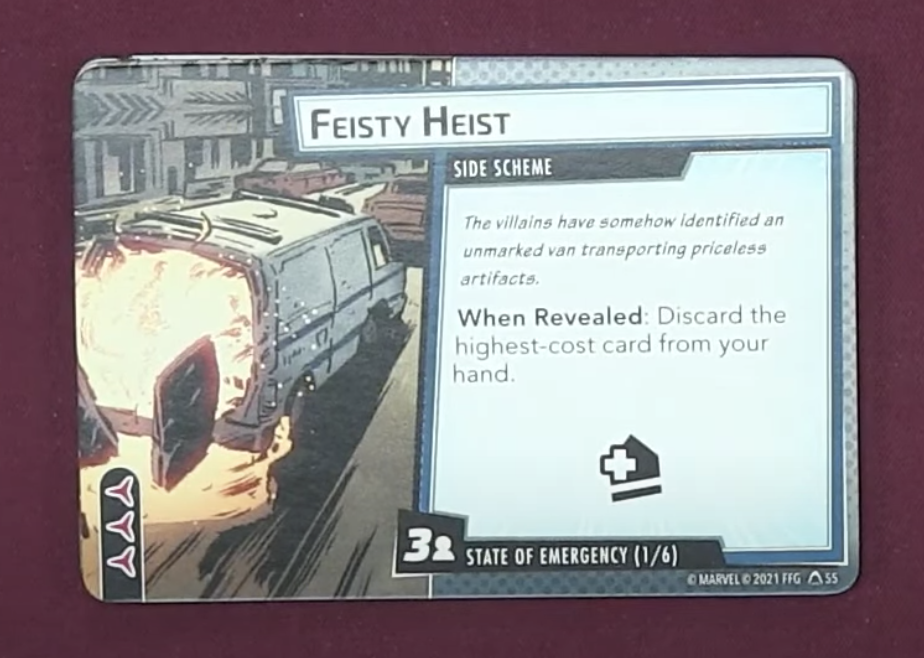 FEISTY HEIST
SIDE SCHEME
The villains have somehow identified an
unmarked van transporting priceless
artifacts.
When Revealed: Discard the
highest-cost card from your
hand.
3
STATE OF EMERGENCY (1/6)
© MARVEL © 2021 FFG 55